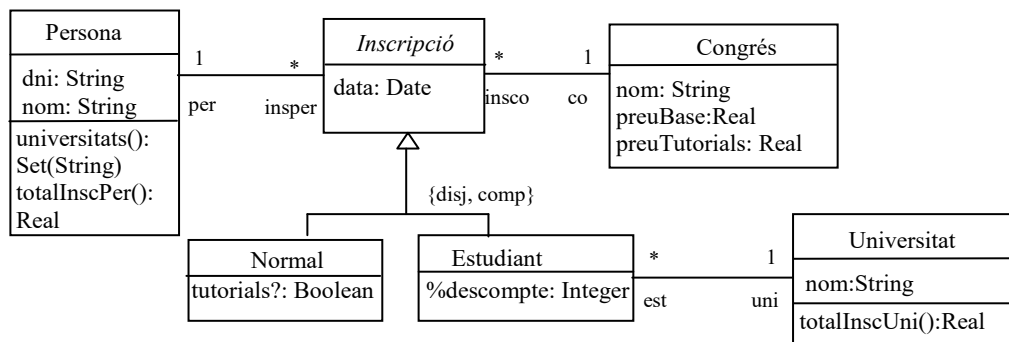 Persona
dni: String
nom: String
universitats():
Set(String)
totalInscPer():
Real
1
per
*
insper
Inscripció
data: Date
*
insco
1
co
Congrés
nom: String
preuBase:Real
preuTutorials: Real
{disj, comp}
Normal
tutorials?: Boolean
Estudiant
%descompte: Integer
*
est
1
uni
Universitat
nom:String
totalInscUni():Real